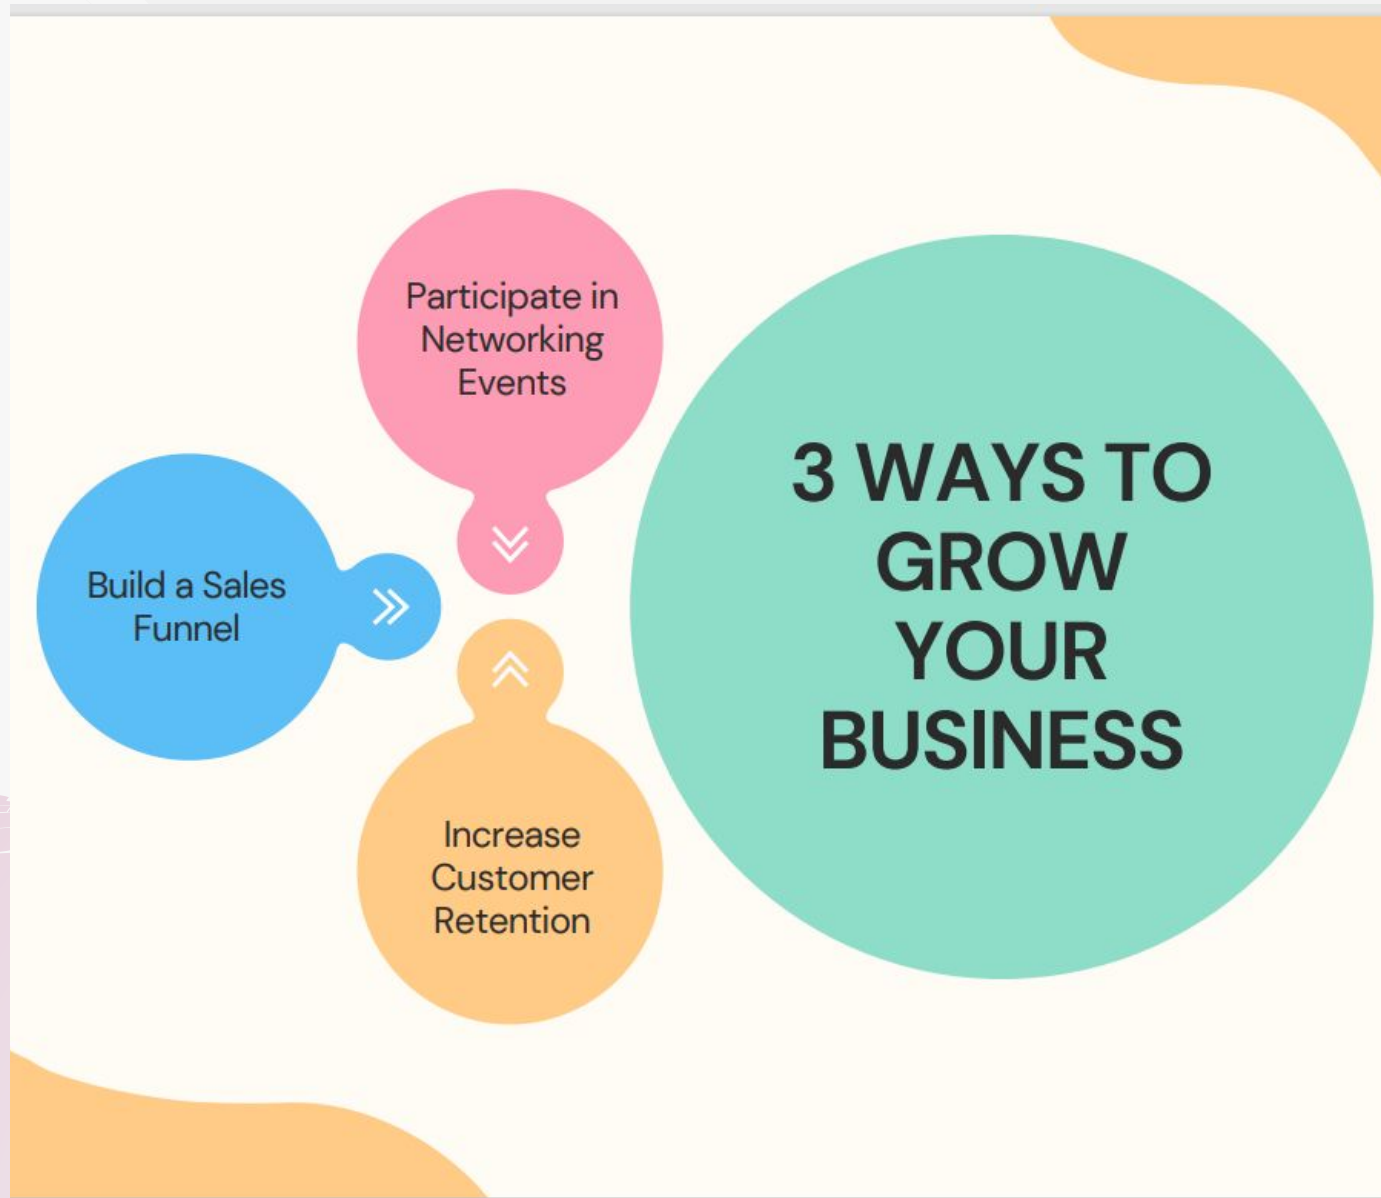 Participate in
Networking
Events
Build a Sales
Funnel
Increase
Customer
Retention
3 WAYS TO
GROW
YOUR
BUSINESS